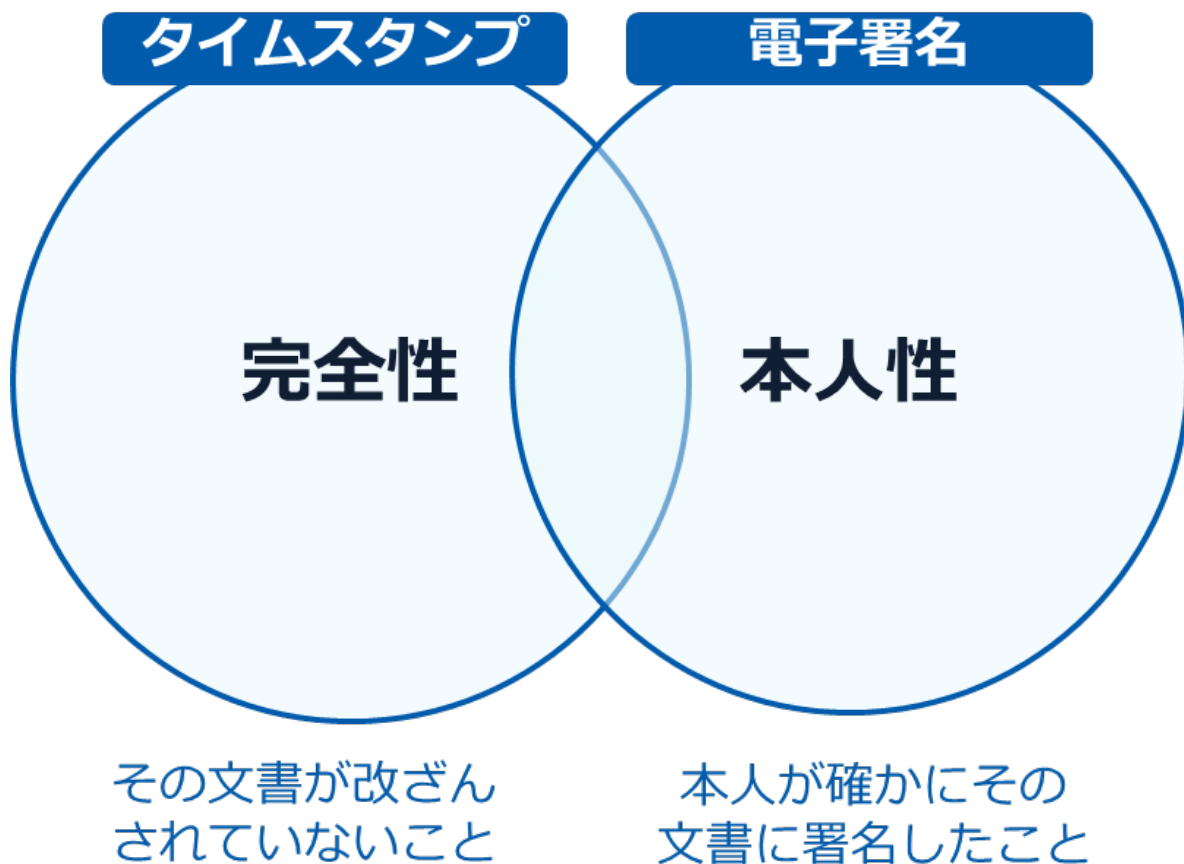 タイムスタンプ
電子署名
完全性
本人性
その文書が改ざん
されていないこと
本人が確かにその
文書に署名したこと